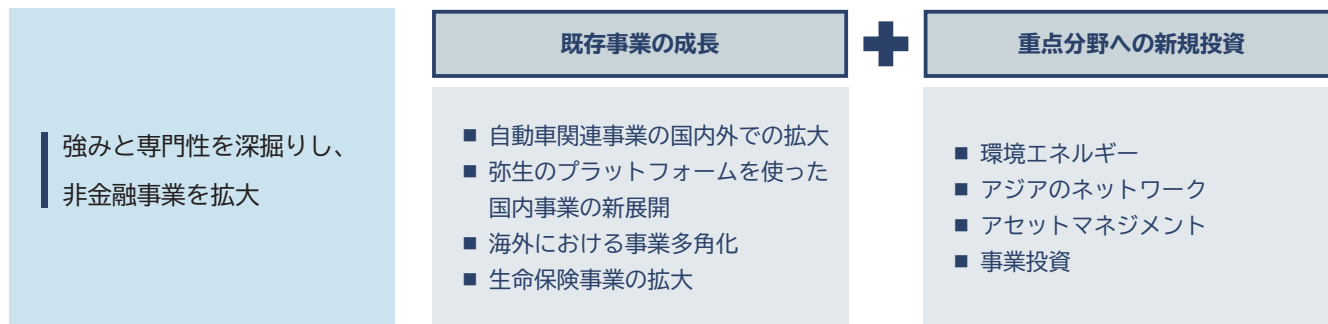 強みと専門性を深掘りし、
非金融事業を拡大
既存事業の成長
■ 自動車関連事業の国内外での拡大
■ 弥生のプラットフォームを使った
国内事業の新展開
■ 海外における事業多角化
■ 生命保険事業の拡大
重点分野への新規投資
■ 環境エネルギー
■ アジアのネットワーク
■ アセットマネジメント
■ 事業投資